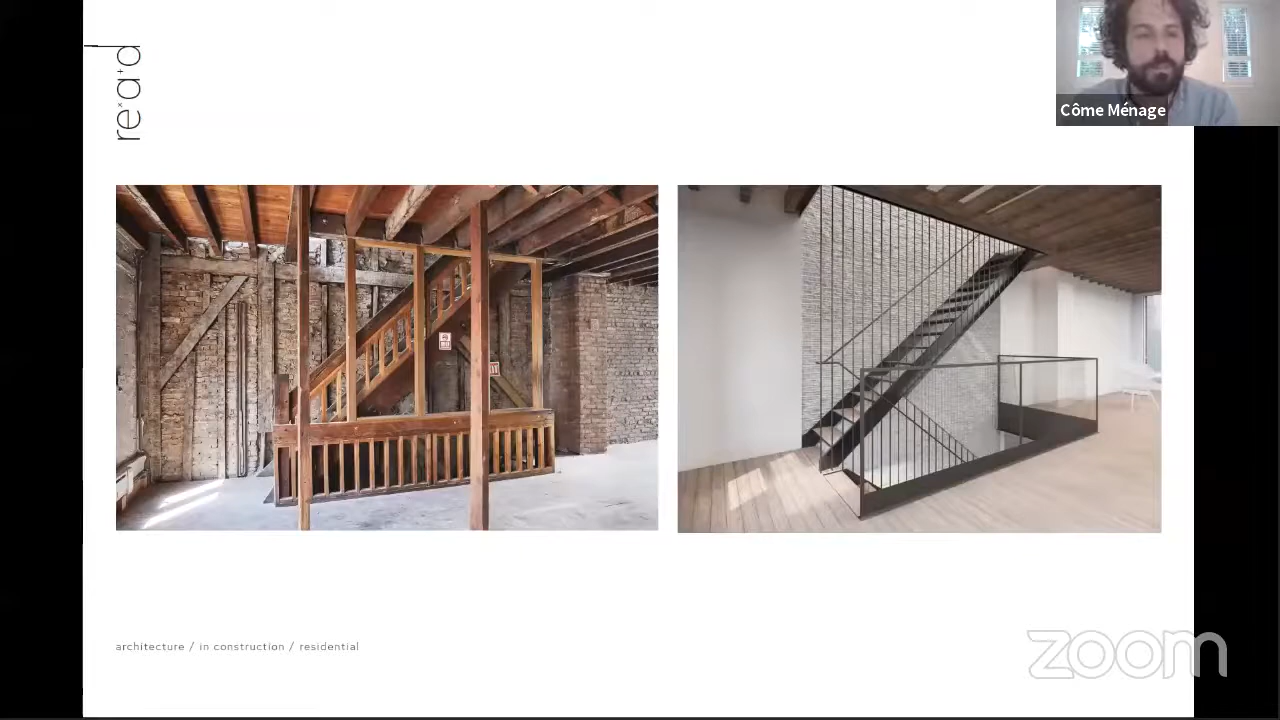 re*a+d
Côme Ménage
architecture / in construction / residential
zoom